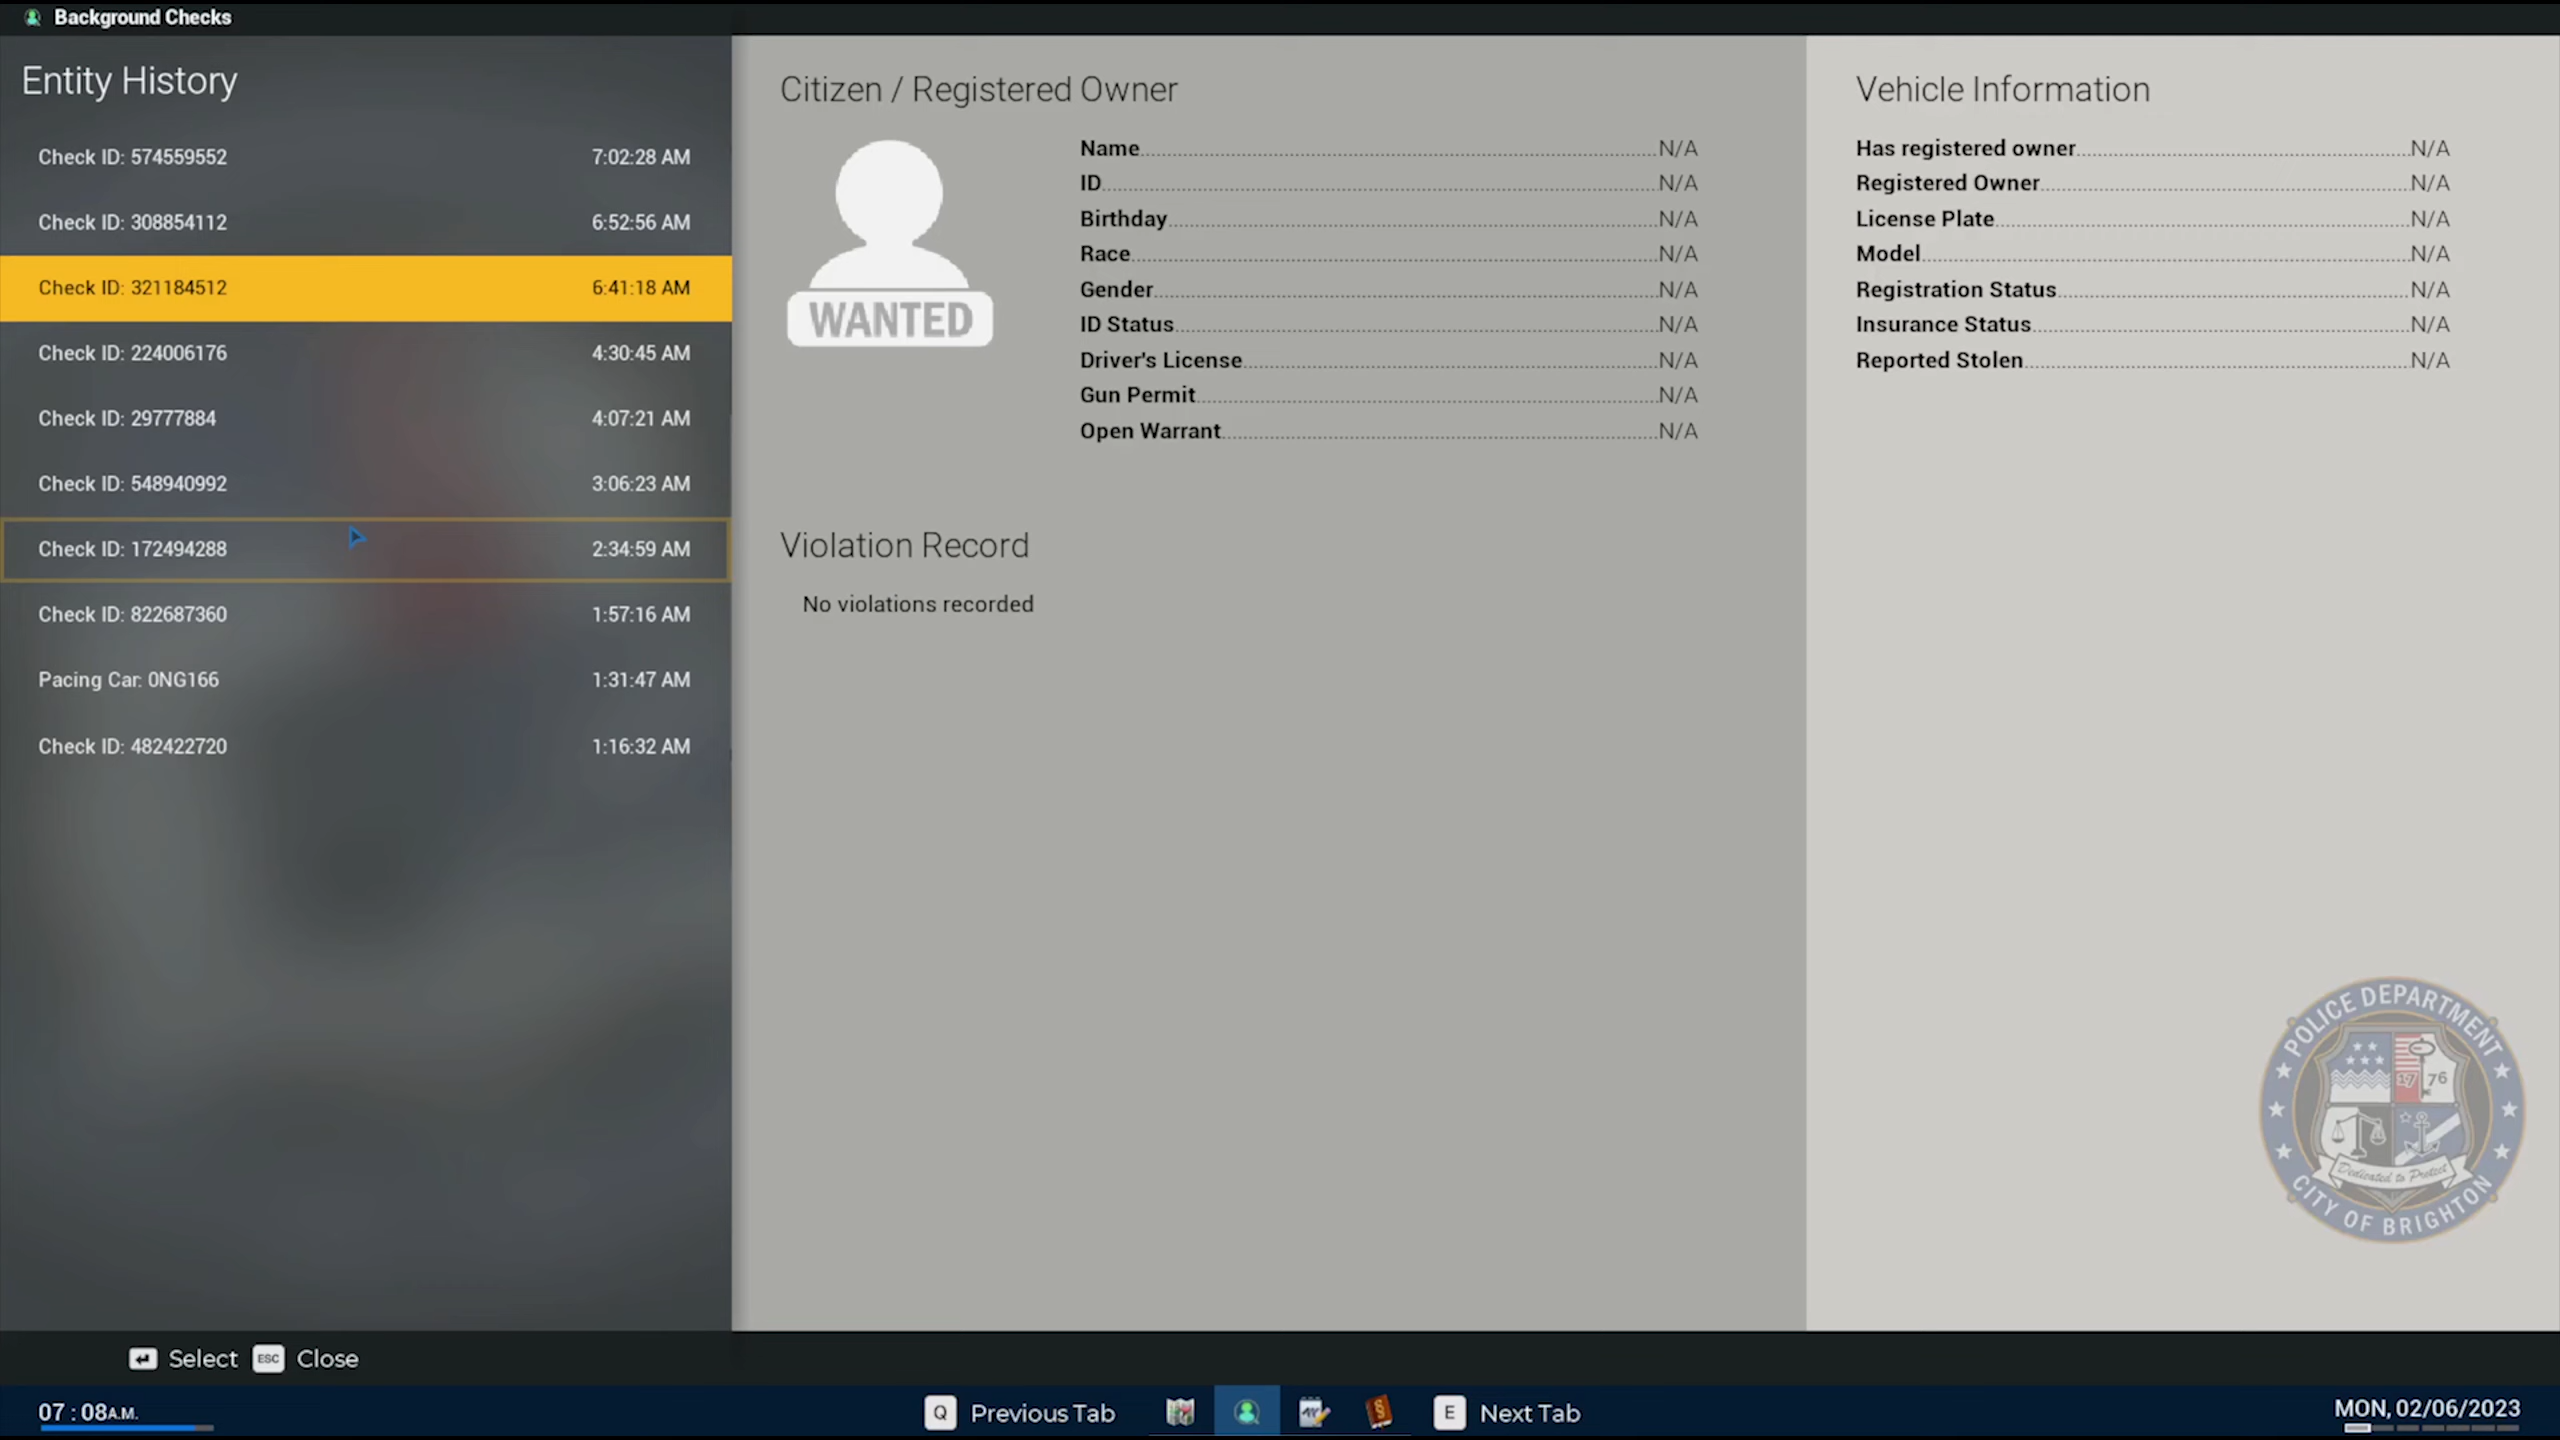 Background Checks
Entity History
Check ID: 574559552 7:02:28 AM
Check ID: 308854112 6:52:56 AM
Check ID: 321184512 6:41:18 AM
Check ID: 224006176 4:30:45 AM
Check ID: 29777884 4:07:21 AM
Check ID: 548940992 3:06:23 AM
Check ID: 172494288 2:34:59 AM
Check ID: 822687360 1:57:16 AM
Pacing Car: 0NG166 1:31:47 AM
Check ID: 482422720 1:16:32 AM
Citizen / Registered Owner
WANTED
Name N/A
ID N/A
Birthday N/A
Race N/A
Gender N/A
ID Status N/A
Driver's License N/A
Gun Permit N/A
Open Warrant N/A
Violation Record
No violations recorded
Vehicle Information
Has registered owner N/A
Registered Owner N/A
License Plate N/A
Model N/A
Registration Status N/A
Insurance Status N/A
Reported Stolen N/A
POLICE DEPARTMENT
17 76
Dedicated to Protect
CITY OF BRIGHTON
Select ESC Close
07 : 08 A.M.
Q Previous Tab
E Next Tab
MON, 02/06/2023